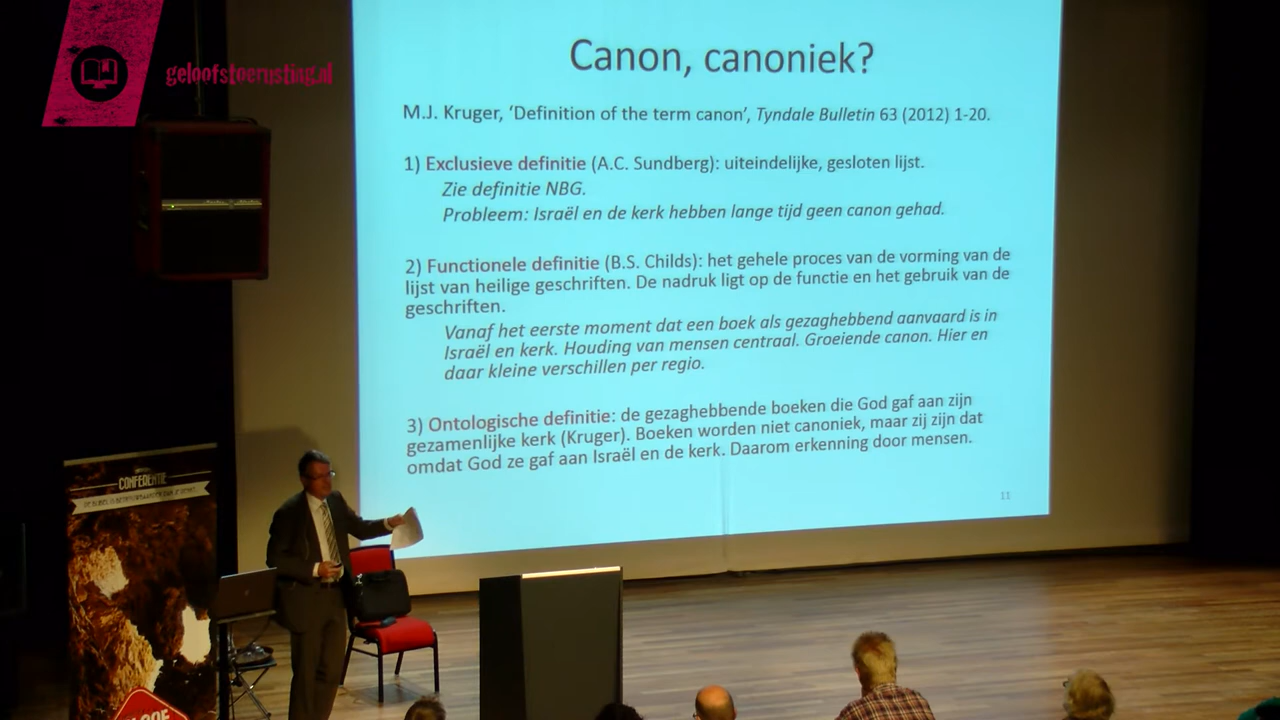 geloofstoerusting.nl
Canon, canoniek?
M.J. Kruger, ‘Definition of the term canon’, Tyndale Bulletin 63 (2012) 1-20.
1) Exclusieve definitie (A.C. Sundberg): uiteindelijke, gesloten lijst.
Zie definitie NBG.
Probleem: Israël en de kerk hebben lange tijd geen canon gehad.
2) Functionele definitie (B.S. Childs): het gehele proces van de vorming van de
lijst van heilige geschriften. De nadruk ligt op de functie en het gebruik van de
geschriften.
Vanaf het eerste moment dat een boek als gezaghebbend aanvaard is in
Israël en kerk. Houding van mensen centraal. Groeiende canon. Hier en
daar kleine verschillen per regio.
3) Ontologische definitie: de gezaghebbende boeken die God gaf aan zijn
gezamenlijke kerk (Kruger). Boeken worden niet canoniek, maar zij zijn dat
omdat God ze gaf aan Israël en de kerk. Daarom erkenning door mensen.
11
CONFERENTIE